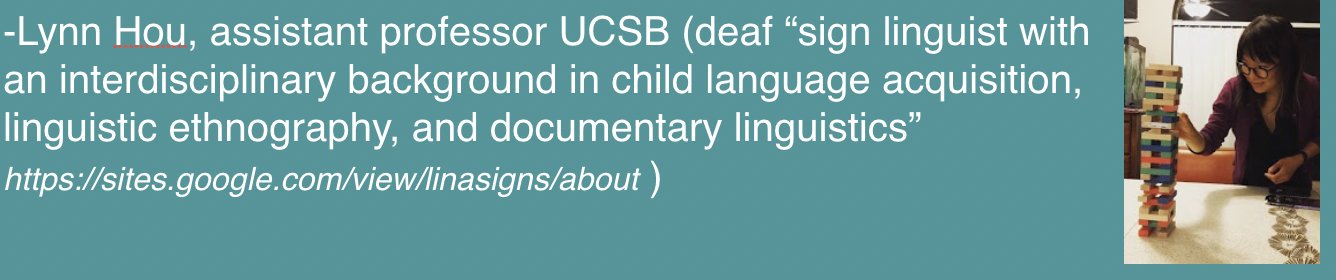 -Lynn Hou, assistant professor UCSB (deaf “sign linguist with
an interdisciplinary background in child language acquisition,
linguistic ethnography, and documentary linguistics”
https://sites.google.com/view/linasigns/about )